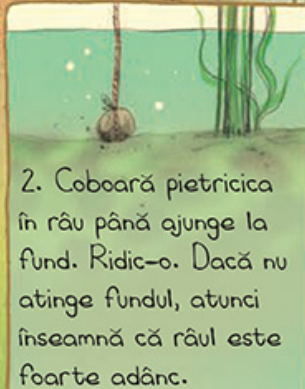 2. Coboară pietricica
în râu până ajunge la
fund. Ridic-o. Dacă nu
atinge fundul, atunci
înseamnă că râul este
foarte adânc.